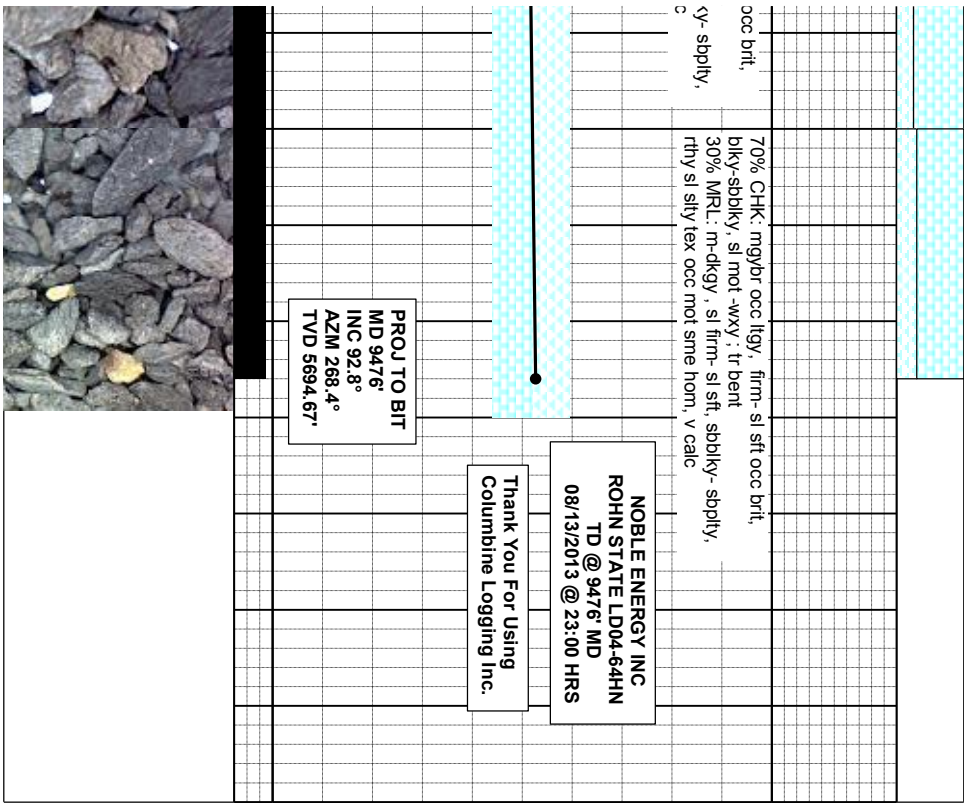 occ brit,
ky- sbplty,
c
70% CHK: mgybr occ ltgy, firm- sl sft occ brit,
blky-sbblky, sl mot -wxy ; tr bent
30% MRL: m-dkgy , sl firm- sl sft, sbblky- sbplty,
rthy sl slty tex occ mot sme hom, v calc
NOBLE ENERGY INC
ROHN STATE LD04-64HN
TD @ 9476' MD
08/13/2013 @ 23:00 HRS
Thank You For Using
Columbine Logging Inc.
PROJ TO BIT
MD 9476'
INC 92.8°
AZM 268.4°
TVD 5694.67'